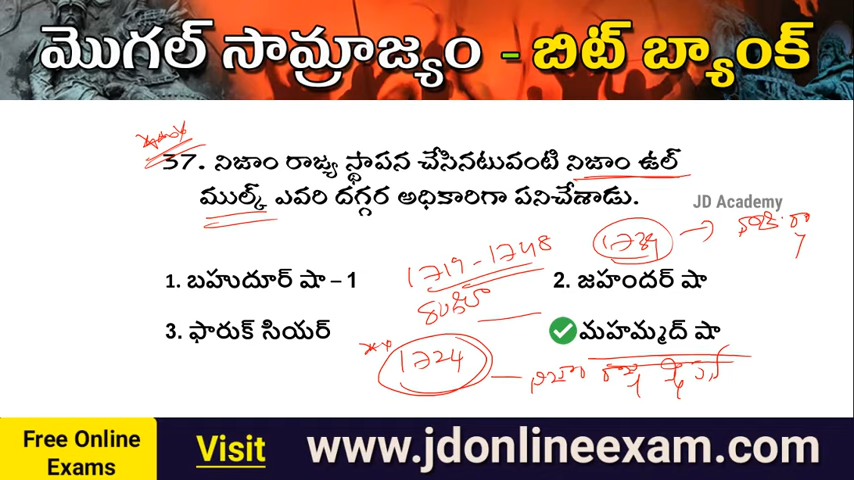 మొగల్ సామ్రాజ్యం - బిట్ బ్యాంక్
37. నిజాం రాజ్య స్థాపన చేసినటువంటి నిజాం ఉల్
ముల్క్ ఎవరి దగ్గర అధికారిగా పనిచేశాడు.
JD Academy
1739
1719 - 1748
1. బహుదూర్ షా – 1
2. జహందర్ షా
3. ఫారుక్ సియర్
మహమ్మద్ షా
1724
నిజాం రాజ్య
Free Online
Exams
Visit
www.jdonlineexam.com